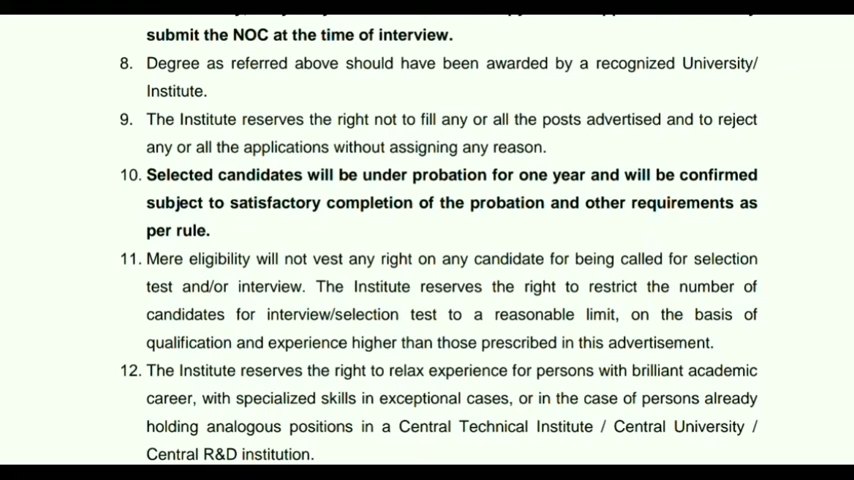 submit the NOC at the time of interview.
8. Degree as referred above should have been awarded by a recognized University/
Institute.
9. The Institute reserves the right not to fill any or all the posts advertised and to reject
any or all the applications without assigning any reason.
10. Selected candidates will be under probation for one year and will be confirmed
subject to satisfactory completion of the probation and other requirements as
per rule.
11. Mere eligibility will not vest any right on any candidate for being called for selection
test and/or interview. The Institute reserves the right to restrict the number of
candidates for interview/selection test to a reasonable limit, on the basis of
qualification and experience higher than those prescribed in this advertisement.
12. The Institute reserves the right to relax experience for persons with brilliant academic
career, with specialized skills in exceptional cases, or in the case of persons already
holding analogous positions in a Central Technical Institute / Central University /
Central R&D institution.